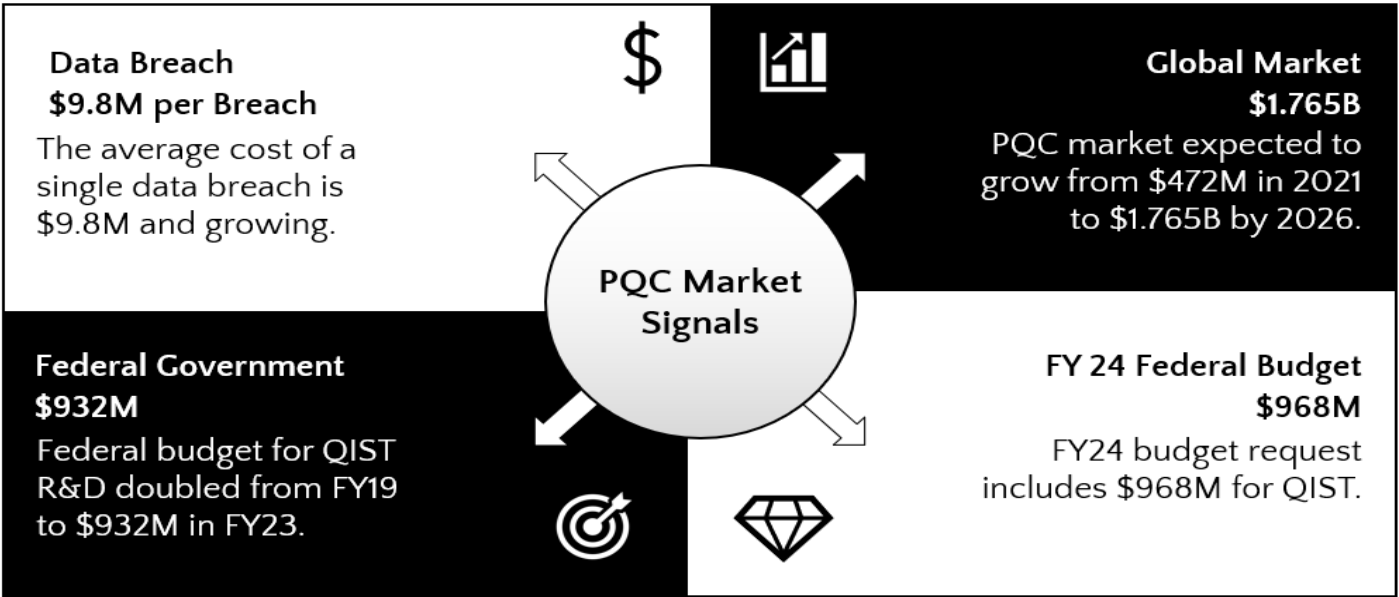 Data Breach
$9.8M per Breach
The average cost of a
single data breach is
$9.8M and growing.
Global Market
$1.765B
PQC market expected to
grow from $472M in 2021
to $1.765B by 2026.
PQC Market
Signals
Federal Government
$932M
Federal budget for QIST
R&D doubled from FY19
to $932M in FY23.
FY 24 Federal Budget
$968M
FY24 budget request
includes $968M for QIST.